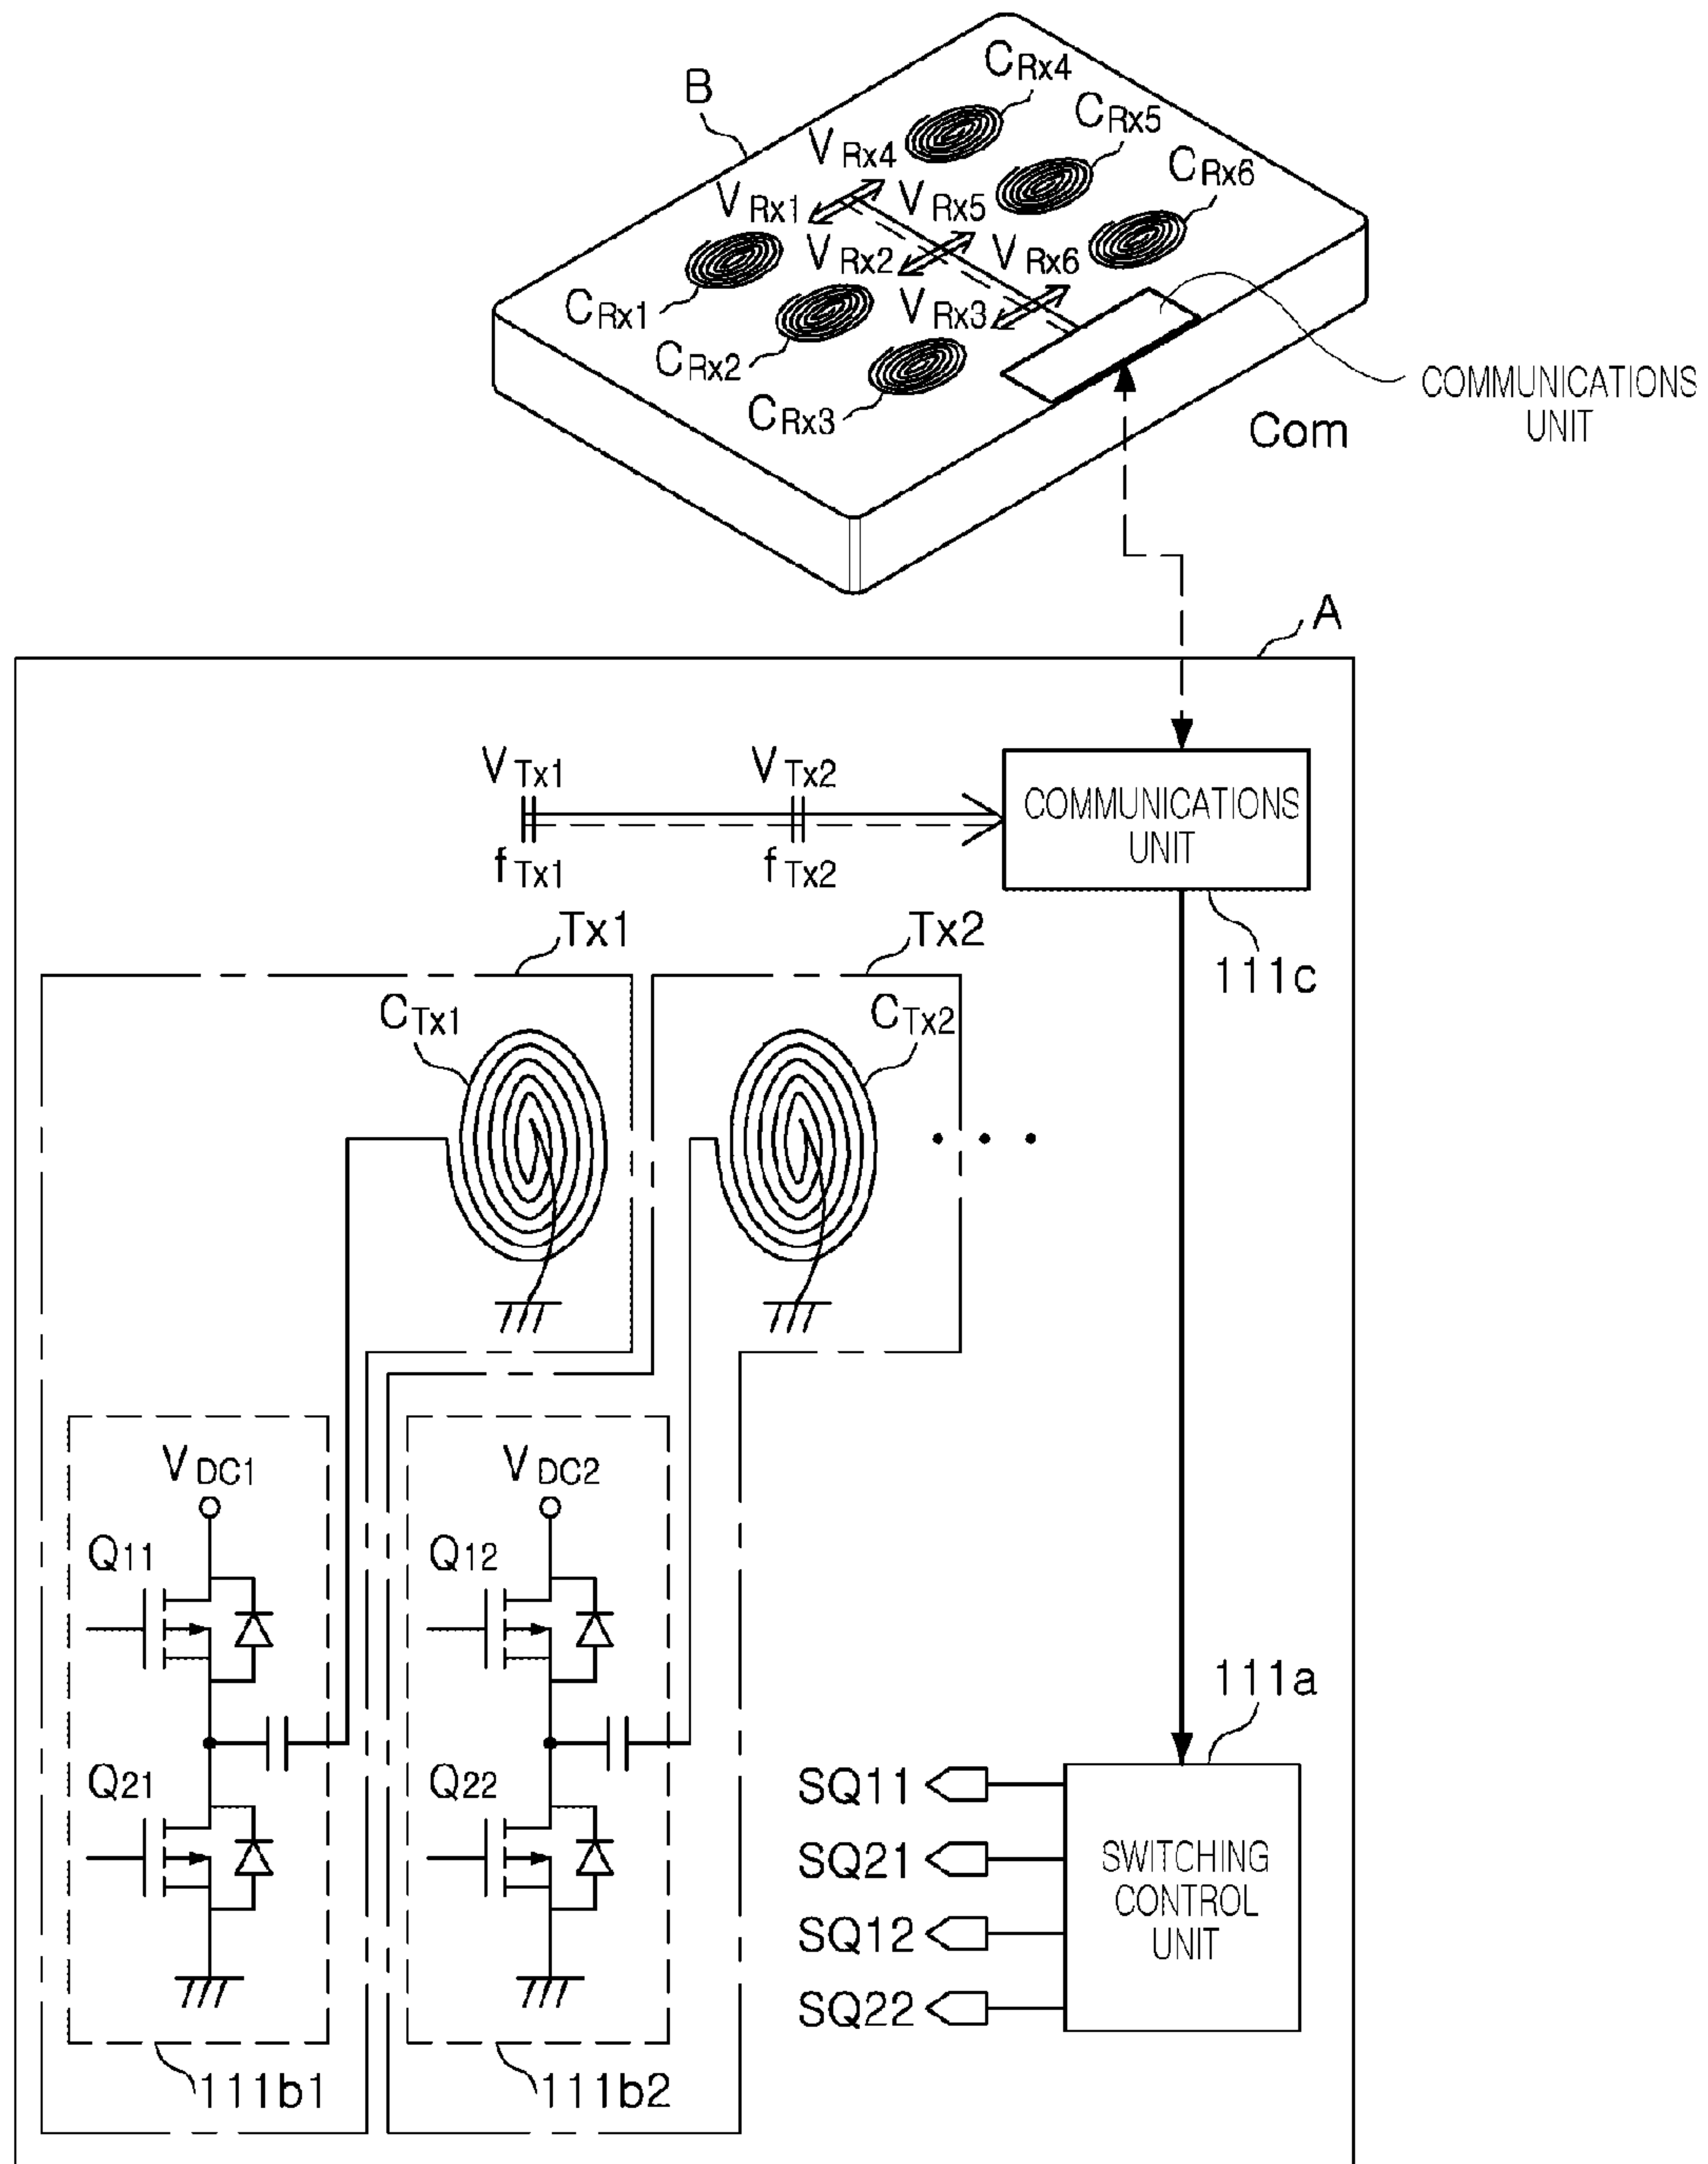 B
CRx4
CRx5
CRx6
VRx4
VRx1
VRx5
VRx2
VRx6
VRx3
CRx1
CRx2
CRx3
COMMUNICATIONS
UNIT
Com
A
VTx1
VTx2
COMMUNICATIONS
UNIT
fTx1
fTx2
111c
Tx1
Tx2
CTx1
CTx2
VDC1
VDC2
Q11
Q12
Q21
Q22
111a
SQ11
SQ21
SQ12
SQ22
SWITCHING
CONTROL
UNIT
111b1
111b2